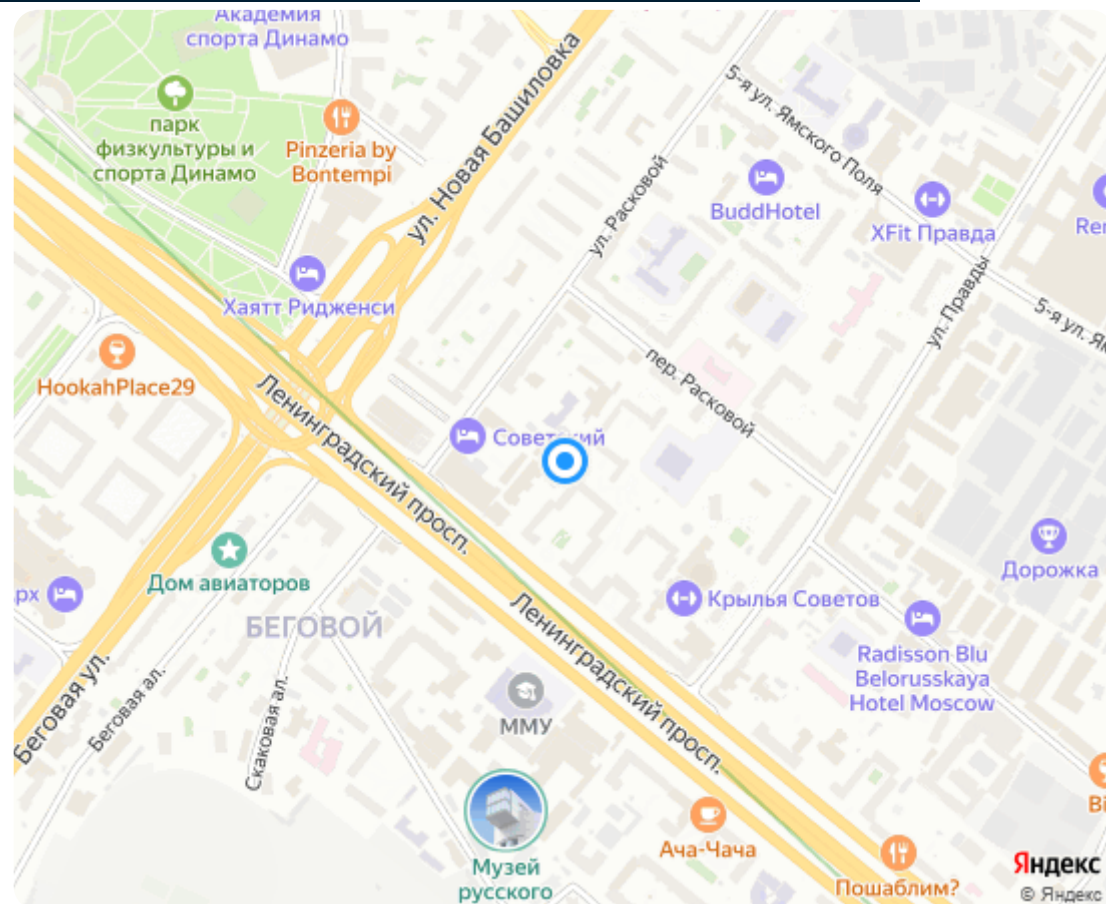 Академия
спорта Динамо
парк
физкультуры и
спорта Динамо
Pinzeria by
Bontempi
ул. Новая Башиловка
5-я ул. Ямского Поля
ул. Расковой
BuddHotel
XFit Правда
Хаятт Ридженси
ул. Правды
HookahPlace29
пер. Расковой
Ленинградский просп.
Советский
Дом авиаторов
Дорожка
Крылья Советов
БЕГОВОЙ
Ленинградский просп.
Radisson Blu
Belorusskaya
Hotel Moscow
Беговая ул.
Беговая ал.
Скаковая ал.
ММУ
Ача-Чача
Музей
русского
Пошаблим?
Яндекс
© Яндекс